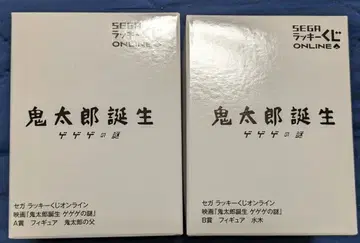 SEGA
ラッキーくじ
ONLINE
鬼太郎誕生
ゲゲゲの謎
セガ ラッキーくじオンライン
映画『鬼太郎誕生 ゲゲゲの謎』
A賞 フィギュア 鬼太郎の父
SEGA
ラッキーくじ
ONLINE
鬼太郎誕生
ゲゲゲの謎
セガ ラッキーくじオンライン
映画『鬼太郎誕生 ゲゲゲの謎』
B賞 フィギュア 水木